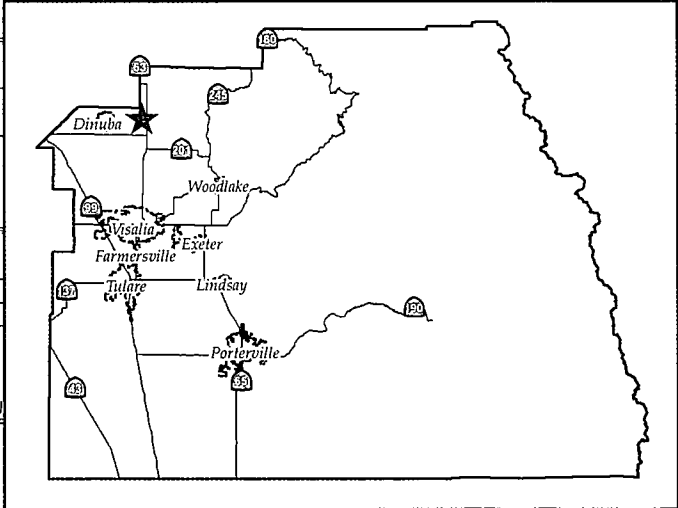 180
63
245
Dinuba
201
Woodlake
99
Visalia
Exeter
Farmersville
137
Tulare
Lindsay
190
Porterville
65
43